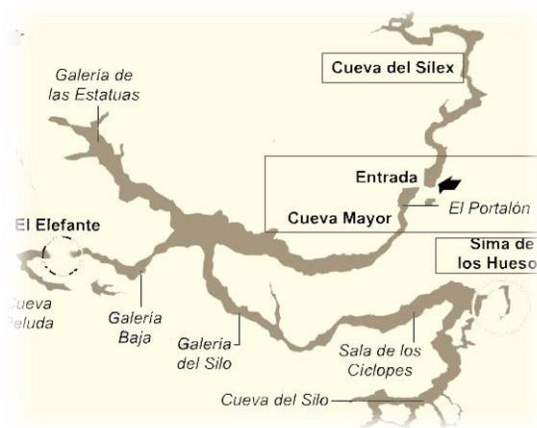 Cueva del Sílex
Galería de
las Estatuas
Entrada
El Portalón
Cueva Mayor
El Elefante
Sima de
los Hueso
Cueva
Peluda
Galería
Baja
Galería
del Silo
Sala de los
Cíclopes
Cueva del Silo